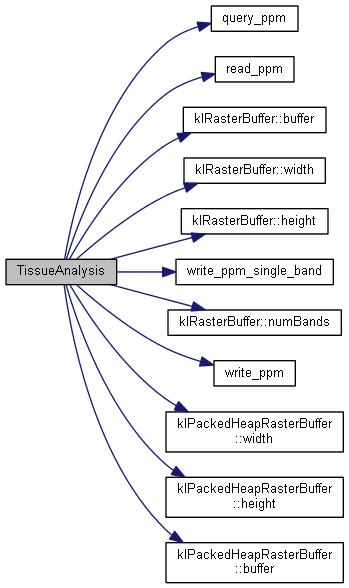 query_ppm
read_ppm
klRasterBuffer::buffer
klRasterBuffer::width
klRasterBuffer::height
TissueAnalysis
write_ppm_single_band
klRasterBuffer::numBands
write_ppm
klPackedHeapRasterBuffer
::width
klPackedHeapRasterBuffer
::height
klPackedHeapRasterBuffer
::buffer